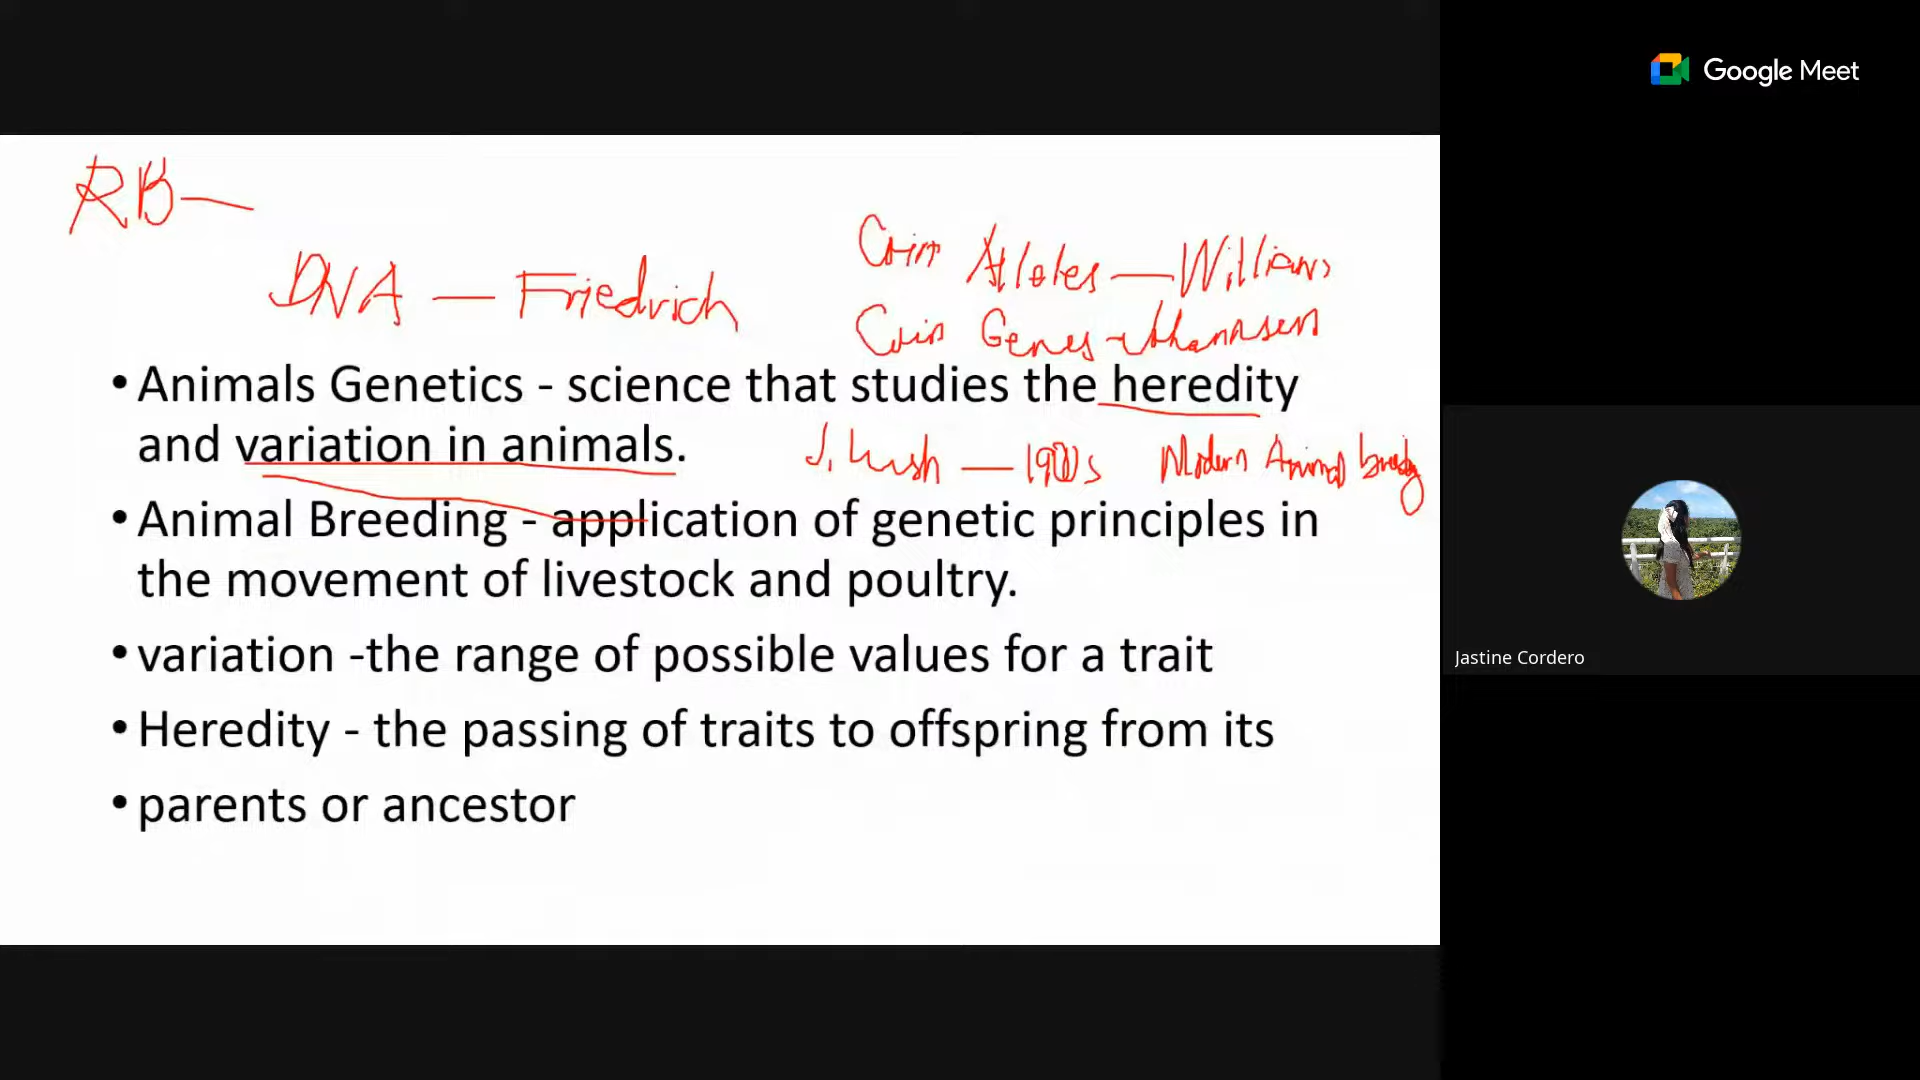 Google Meet
RB—
Coin Alleles — William
DNA — Friedrich
Coin Genes - Johannsen
• Animals Genetics - science that studies the heredity
and variation in animals.
J. Lush — 1900s Modern Animal breeding
• Animal Breeding - application of genetic principles in
the movement of livestock and poultry.
• variation -the range of possible values for a trait
• Heredity - the passing of traits to offspring from its
• parents or ancestor
Jastine Cordero